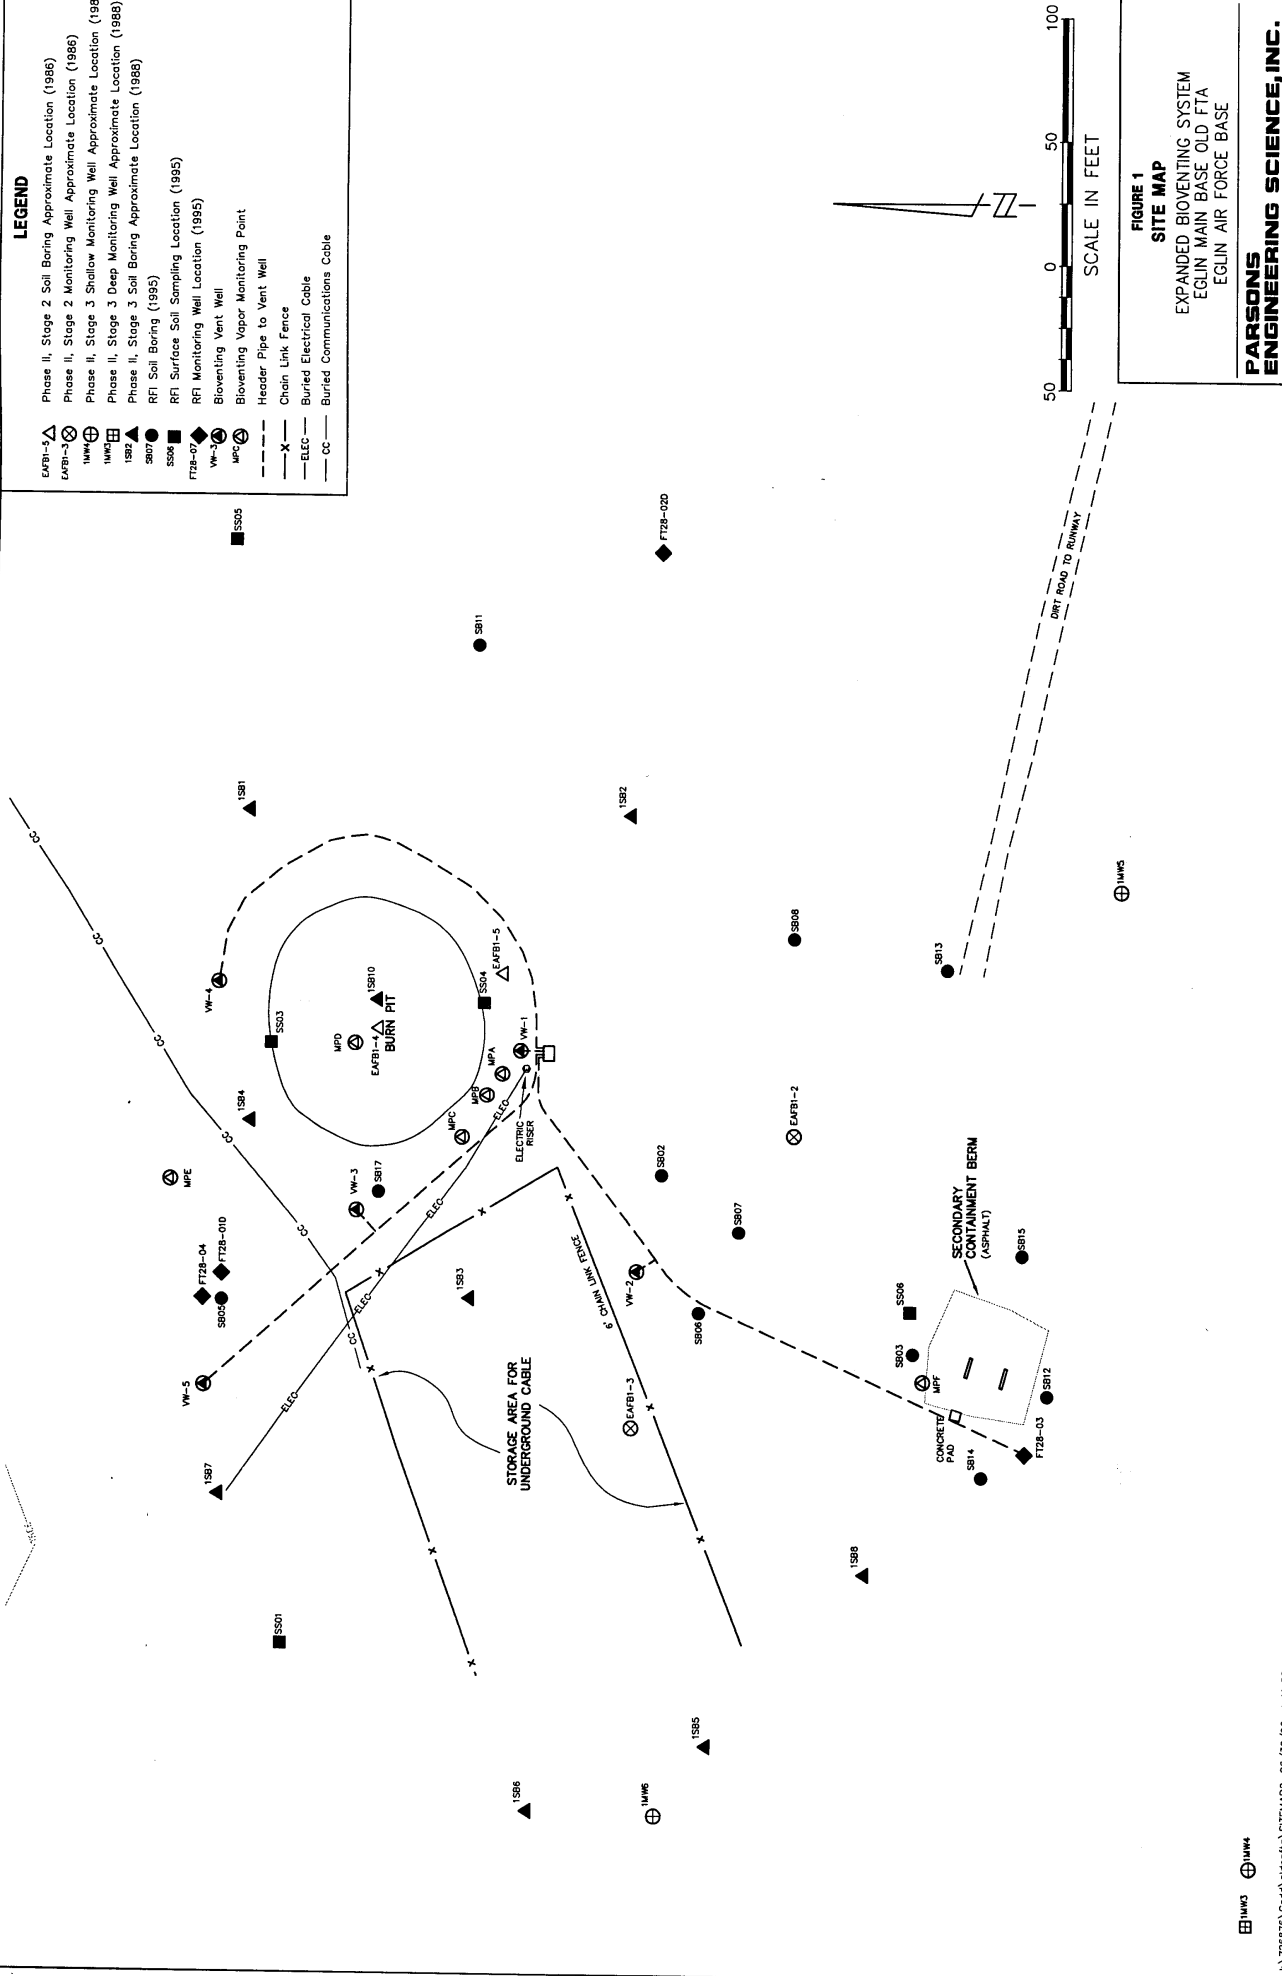 LEGEND
EAFB1-5 Phase II, Stage 2 Soil Boring Approximate Location (1986)
EAFB1-3 Phase II, Stage 2 Monitoring Well Approximate Location (1986)
1MW4 Phase II, Stage 3 Shallow Monitoring Well Approximate Location (198
1MW3 Phase II, Stage 3 Deep Monitoring Well Approximate Location (1988)
1SB2 Phase II, Stage 3 Soil Boring Approximate Location (1988)
SB07 RFI Soil Boring (1995)
SS06 RFI Surface Soil Sampling Location (1995)
FT28-07 RFI Monitoring Well Location (1995)
VW-3 Bioventing Vent Well
MPC Bioventing Vapor Monitoring Point
Header Pipe to Vent Well
X Chain Link Fence
ELEC Buried Electrical Cable
CC Buried Communications Cable
SS05
CC
CC
CC
CC
CC
CC
1SB1
VW-4
SS03
1SB4
MPE
FT28-04
FT28-01D
SB05
VW-5
1SB7
SS01
SB11
MPD
1SB10
EAFB1-4
BURN PIT
SS04
EAFB1-5
VW-1
MPA
MPB
MPC
ELEC
ELEC
ELEC
ELEC
ELECTRIC
RISER
VW-3
SB17
X
X
X
X
X
X
X
X
1SB3
6' CHAIN LINK FENCE
STORAGE AREA FOR
UNDERGROUND CABLE
1SB6
FT28-02D
1SB2
SB02
SB07
VW-2
SB06
EAFB1-3
1SB5
1MW6
SB08
EAFB1-2
1SB8
SB13
SECONDARY
CONTAINMENT BERM
(ASPHALT)
SB15
SS06
SB03
MPF
SB12
CONCRETE
PAD
SB14
FT28-03
DIRT ROAD TO RUNWAY
1MW5
1MW3
1MW4
50 0 50 100
SCALE IN FEET
FIGURE 1
SITE MAP
EXPANDED BIOVENTING SYSTEM
EGLIN MAIN BASE OLD FTA
EGLIN AIR FORCE BASE
PARSONS
ENGINEERING SCIENCE, INC.